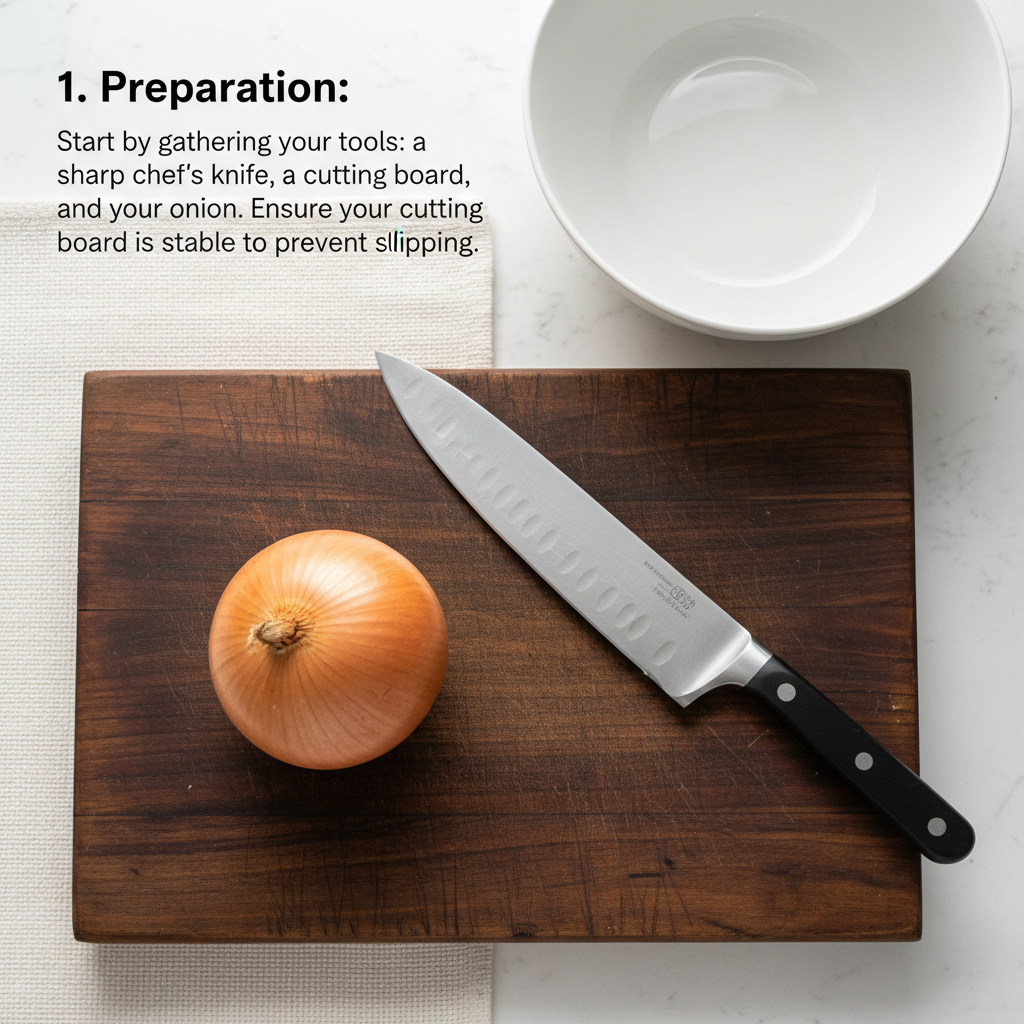 1. Preparation:
Start by gathering your tools: a
sharp chef's knife, a cutting board,
and your onion. Ensure your cutting
board is stable to prevent sllipping.